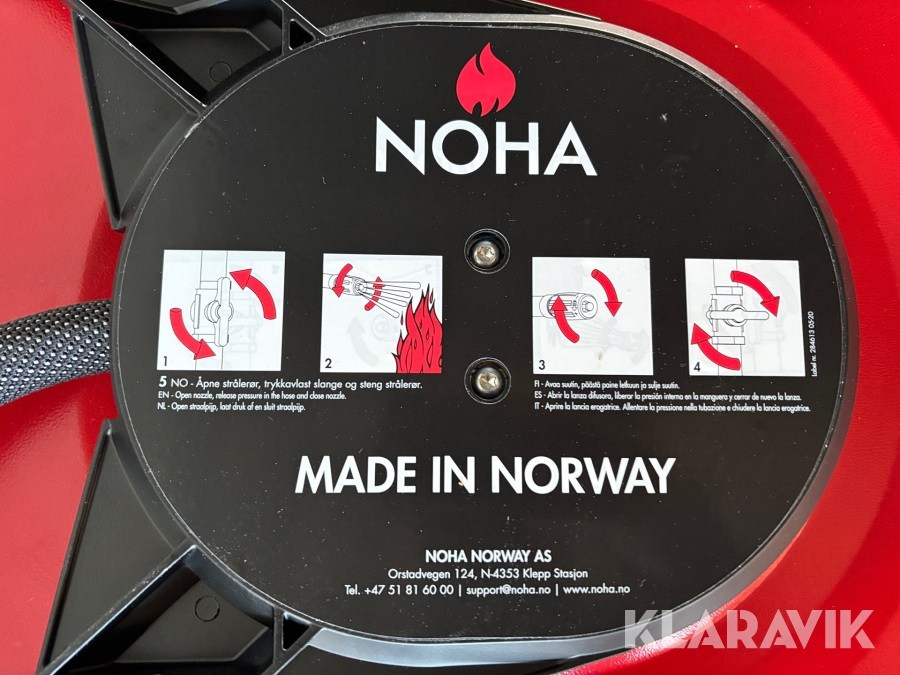 NOHA
1
2
3
4
5 NO - Åpne strålerør, trykkavlast slange og steng strålerør.
EN - Open nozzle, release pressure in the hose and close nozzle.
NL - Open straalpijp, laat druk af en sluit straalpijp.
FI - Avaa suutin, päästä paine letkuun ja sulje suutin.
ES - Abrir la lanza difusora, liberar la presión interna en la manguera y cerrar de nuevo la lanza.
IT - Aprire la lancia erogatrice. Allentare la pressione nella tubazione e chiudere la lancia erogatrice.
Label nr. 284613 05-20
MADE IN NORWAY
NOHA NORWAY AS
Orstadvegen 124, N-4353 Klepp Stasjon
Tel. +47 51 81 60 00 | support@noha.no | www.noha.no
KLARAVIK